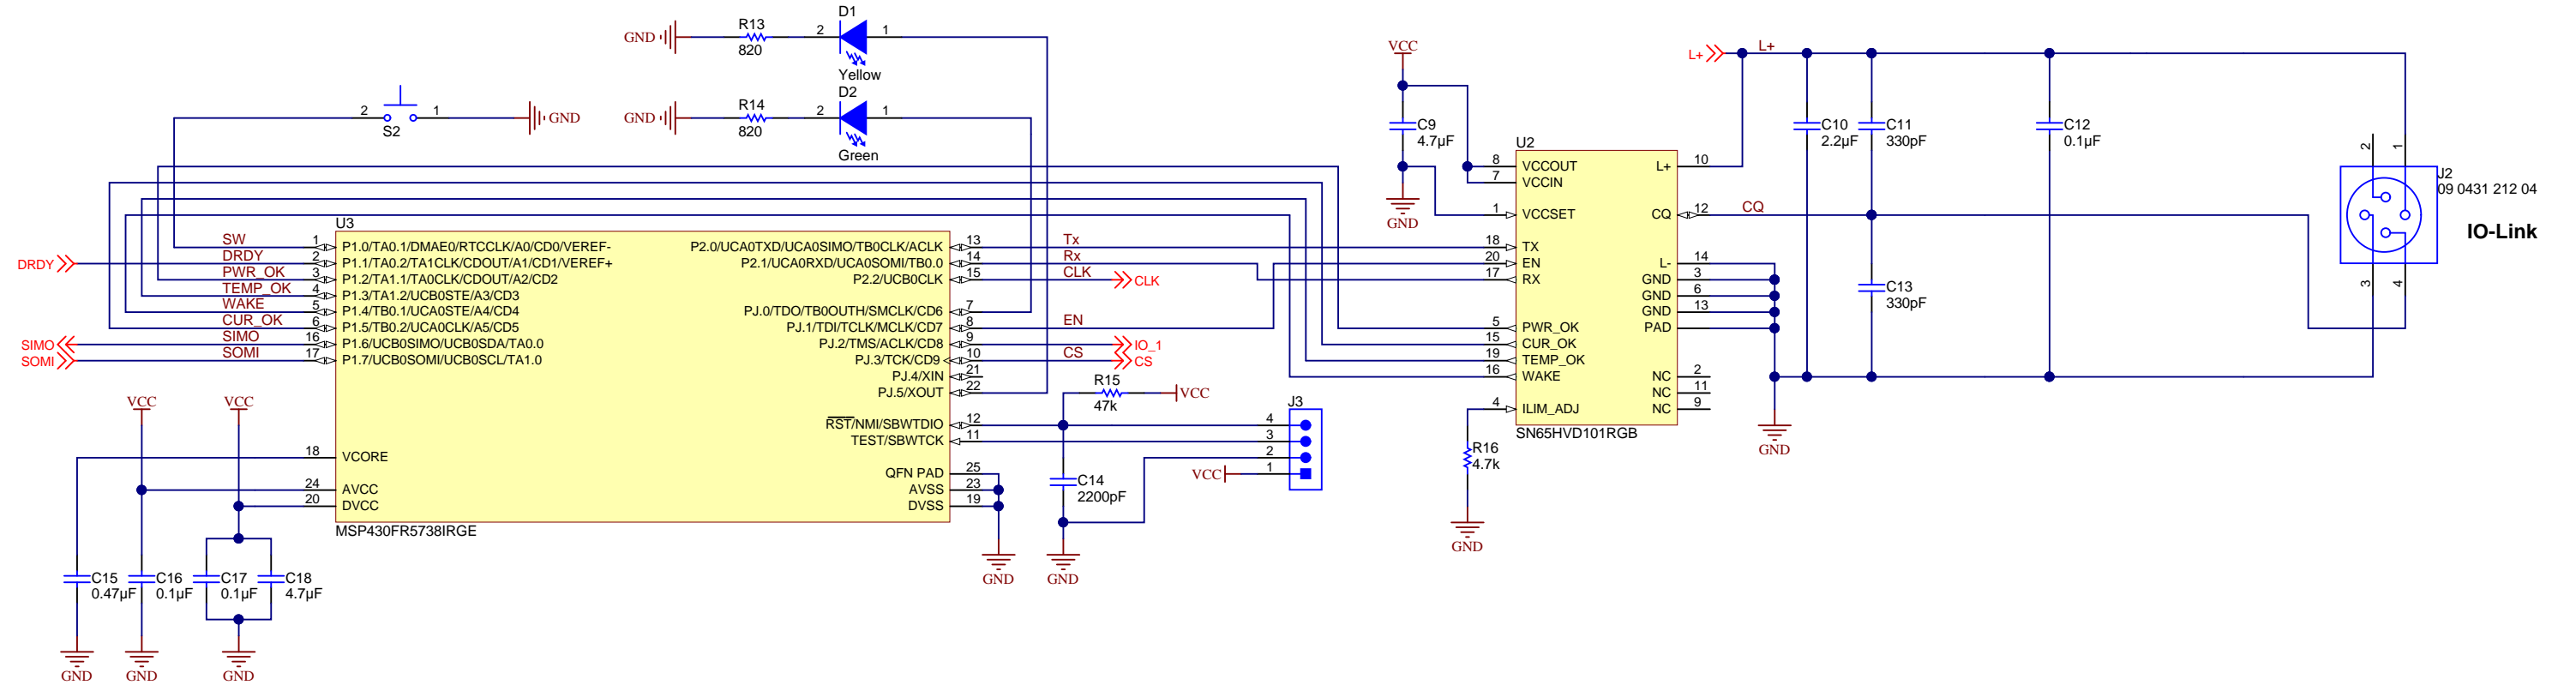 D1
R13
GND
2
1
820
Yellow
D2
R14
GND
2
1
820
Green
2
1
S2
GND
U3
SW
1
P1.0/TA0.1/DMAE0/RTCCLK/A0/CD0/VEREF-
DRDY
DRDY
2
P1.1/TA0.2/TA1CLK/CDOUT/A1/CD1/VEREF+
PWR_OK
3
P1.2/TA1.1/TA0CLK/CDOUT/A2/CD2
TEMP_OK
4
P1.3/TA1.2/UCB0STE/A3/CD3
WAKE
5
P1.4/TB0.1/UCA0STE/A4/CD4
CUR_OK
6
P1.5/TB0.2/UCA0CLK/A5/CD5
SIMO
SIMO
16
P1.6/UCB0SIMO/UCB0SDA/TA0.0
SOMI
SOMI
17
P1.7/UCB0SOMI/UCB0SCL/TA1.0
18
VCORE
24
AVCC
20
DVCC
P2.0/UCA0TXD/UCA0SIMO/TB0CLK/ACLK
13
Tx
P2.1/UCA0RXD/UCA0SOMI/TB0.0
14
Rx
P2.2/UCB0CLK
15
CLK
CLK
PJ.0/TDO/TB0OUTH/SMCLK/CD6
7
PJ.1/TDI/TCLK/MCLK/CD7
8
EN
PJ.2/TMS/ACLK/CD8
9
IO_1
PJ.3/TCK/CD9
10
CS
CS
PJ.4/XIN
21
PJ.5/XOUT
22
RST/NMI/SBWTDIO
12
TEST/SBWTCK
11
QFN PAD
25
AVSS
23
DVSS
19
MSP430FR5738IRGE
VCC
VCC
C15
0.47µF
C16
0.1µF
C17
0.1µF
C18
4.7µF
GND
GND
GND
R15
47k
VCC
C14
2200pF
GND
GND
J3
4
3
2
1
VCC
VCC
C9
4.7µF
GND
U2
8
VCCOUT
7
VCCIN
1
VCCSET
18
TX
20
EN
17
RX
5
PWR_OK
15
CUR_OK
19
TEMP_OK
16
WAKE
4
ILIM_ADJ
L+
10
CQ
12
CQ
L-
14
GND
3
GND
6
GND
13
PAD
NC
2
NC
11
NC
9
SN65HVD101RGB
R16
4.7k
GND
GND
L+
L+
C10
2.2µF
C11
330pF
C12
0.1µF
C13
330pF
2
1
3
4
J2
09 0431 212 04
IO-Link